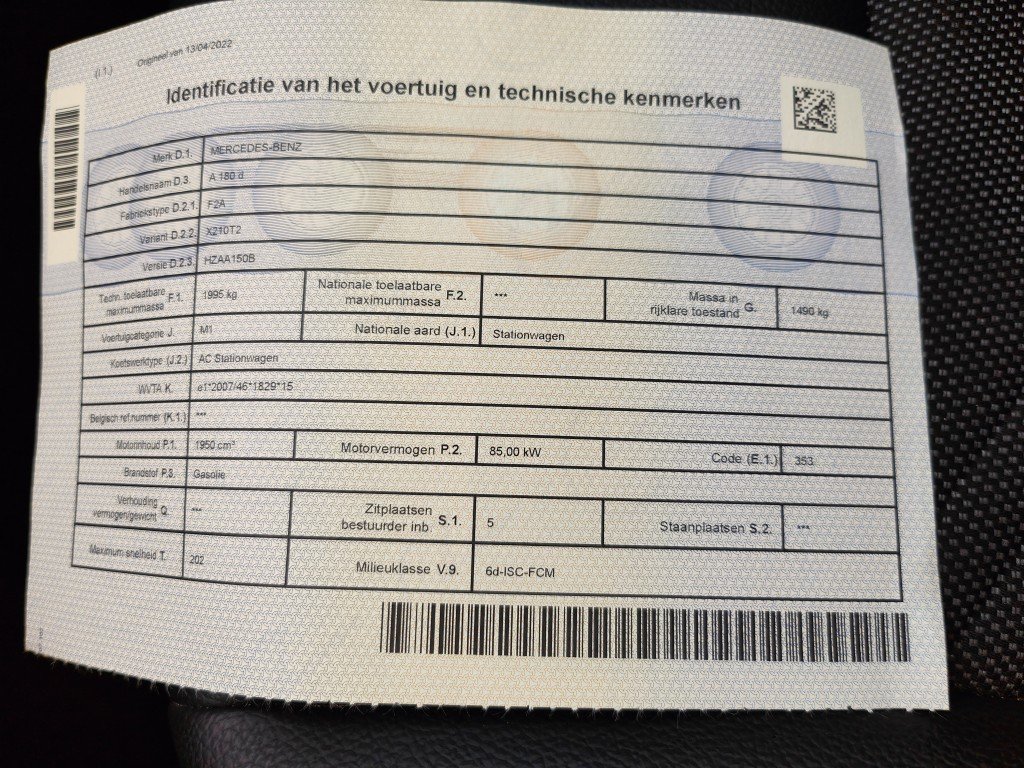 (I.1.) Origineel van 13/04/2022
Identificatie van het voertuig en technische kenmerken
Merk D.1. MERCEDES-BENZ
Handelsnaam D.3. A 180 d
Fabriekstype D.2.1. F2A
Variant D.2.2. X210T2
Versie D.2.3. HZAA150B
Techn. toelaatbare maximummassa F.1. 1995 kg Nationale toelaatbare maximummassa F.2. *** Massa in rijklare toestand G. 1490 kg
Voertuigcategorie J. M1 Nationale aard (J.1.) Stationwagen
Koetswerktype (J.2.) AC Stationwagen
WVTA K. e1*2007/46*1829*15
Belgisch ref.nummer (K.1.) ***
Motorinhoud P.1. 1950 cm³ Motorvermogen P.2. 85,00 kW Code (E.1.) 353
Brandstof P.3. Gasolie
Verhouding vermogen/gewicht Q. *** Zitplaatsen bestuurder inb. S.1. 5 Staanplaatsen S.2. ***
Maximum snelheid T. 202 Milieuklasse V.9. 6d-ISC-FCM